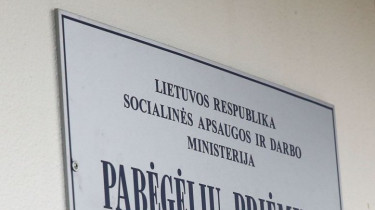 LIETUVOS RESPUBLIKA
SOCIALINĖS APSAUGOS IR DARBO
MINISTERIJA
PABĖGĖLIŲ